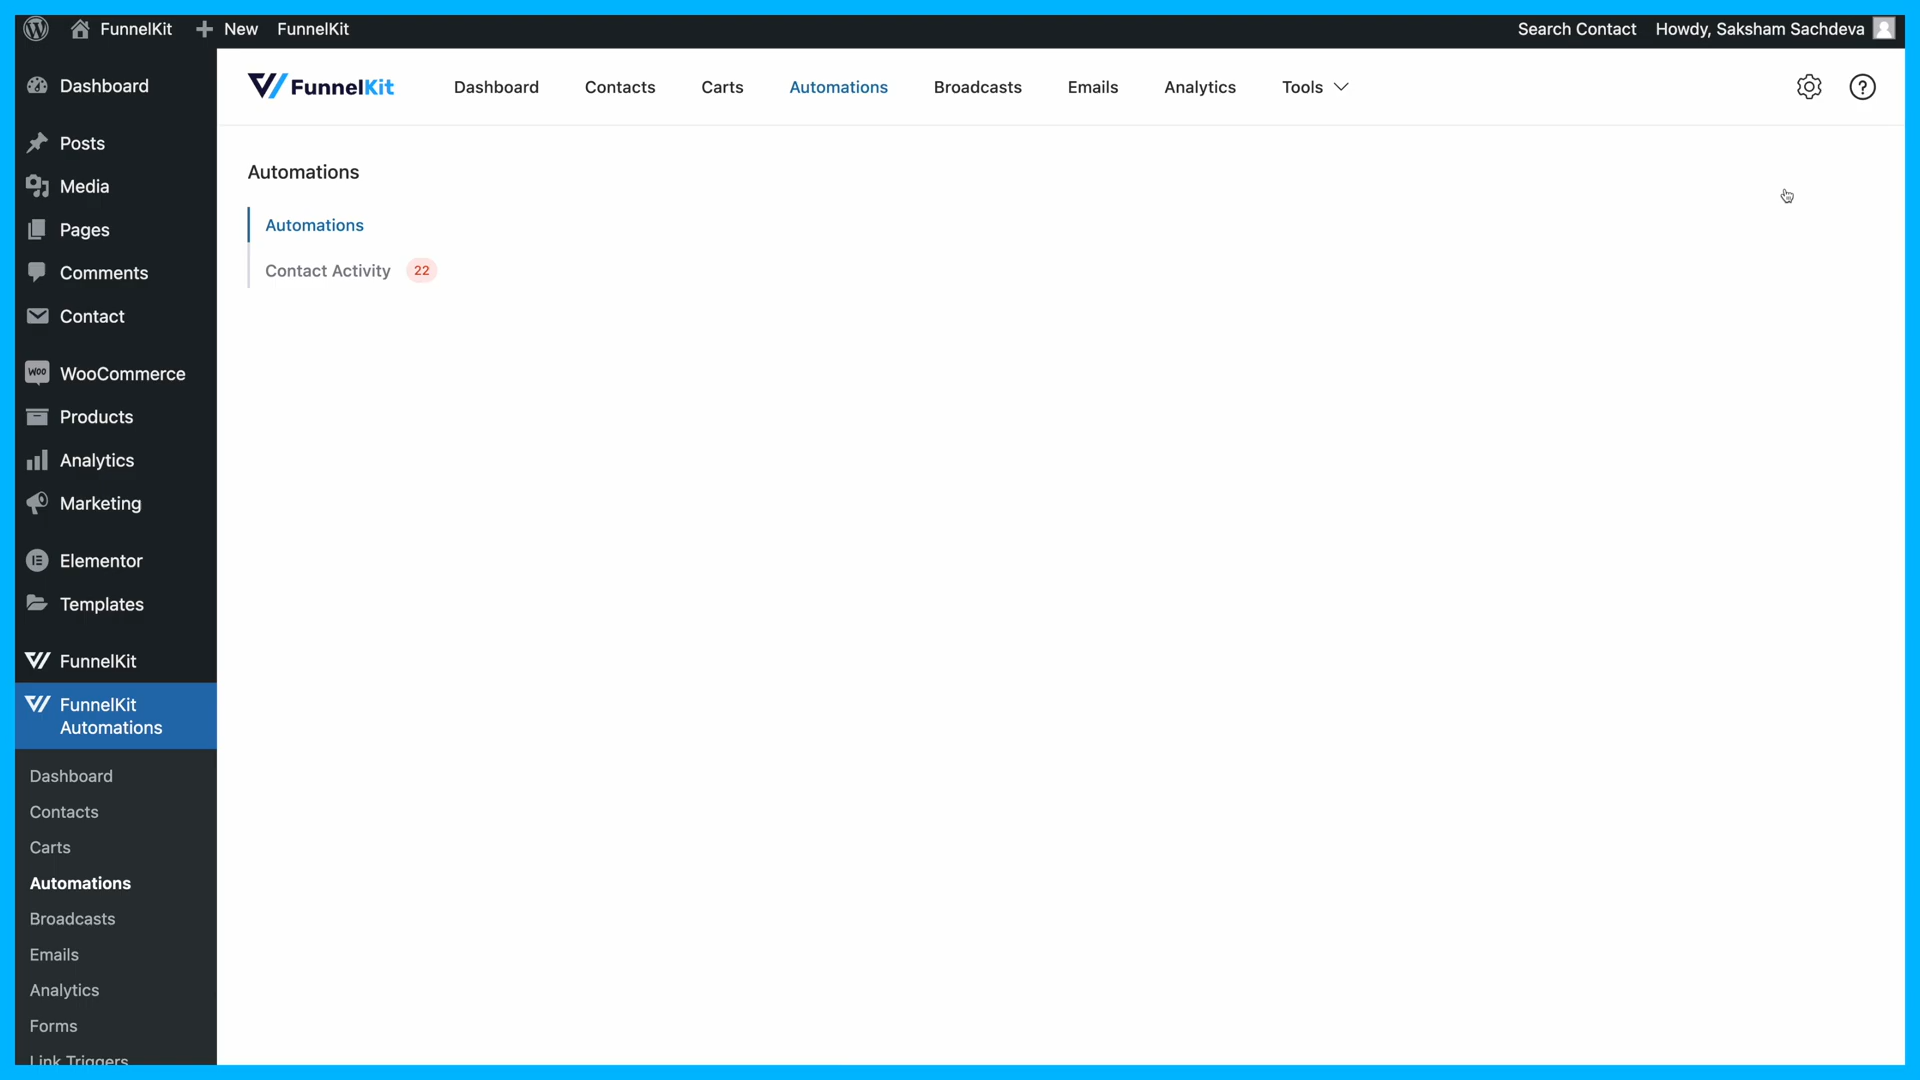 FunnelKit
New
FunnelKit
Search Contact
Howdy, Saksham Sachdeva
Dashboard
Posts
Media
Pages
Comments
Contact
WooCommerce
Products
Analytics
Marketing
Elementor
Templates
FunnelKit
FunnelKit
Automations
Dashboard
Contacts
Carts
Automations
Broadcasts
Emails
Analytics
Forms
Link Triggers
FunnelKit
Dashboard
Contacts
Carts
Automations
Broadcasts
Emails
Analytics
Tools
Automations
Automations
Contact Activity 22